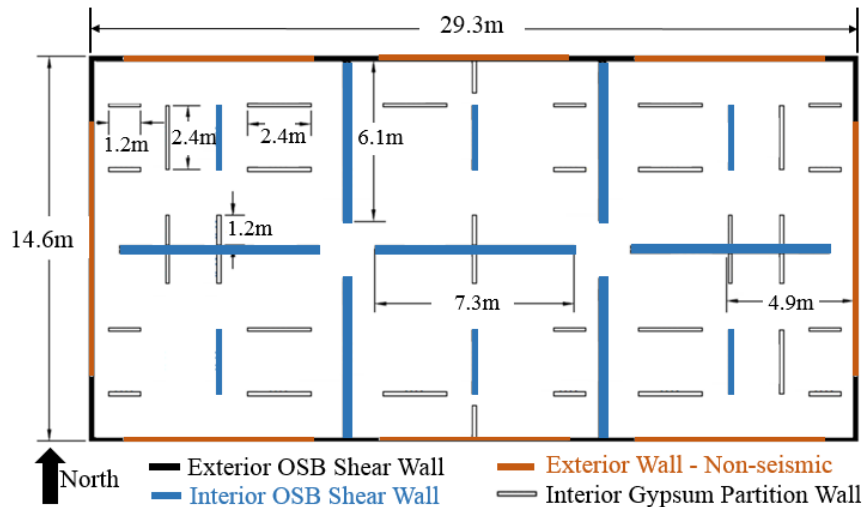 29.3m
1.2m
2.4m
2.4m
6.1m
1.2m
14.6m
7.3m
4.9m
North
Exterior OSB Shear Wall
Exterior Wall - Non-seismic
Interior OSB Shear Wall
Interior Gypsum Partition Wall